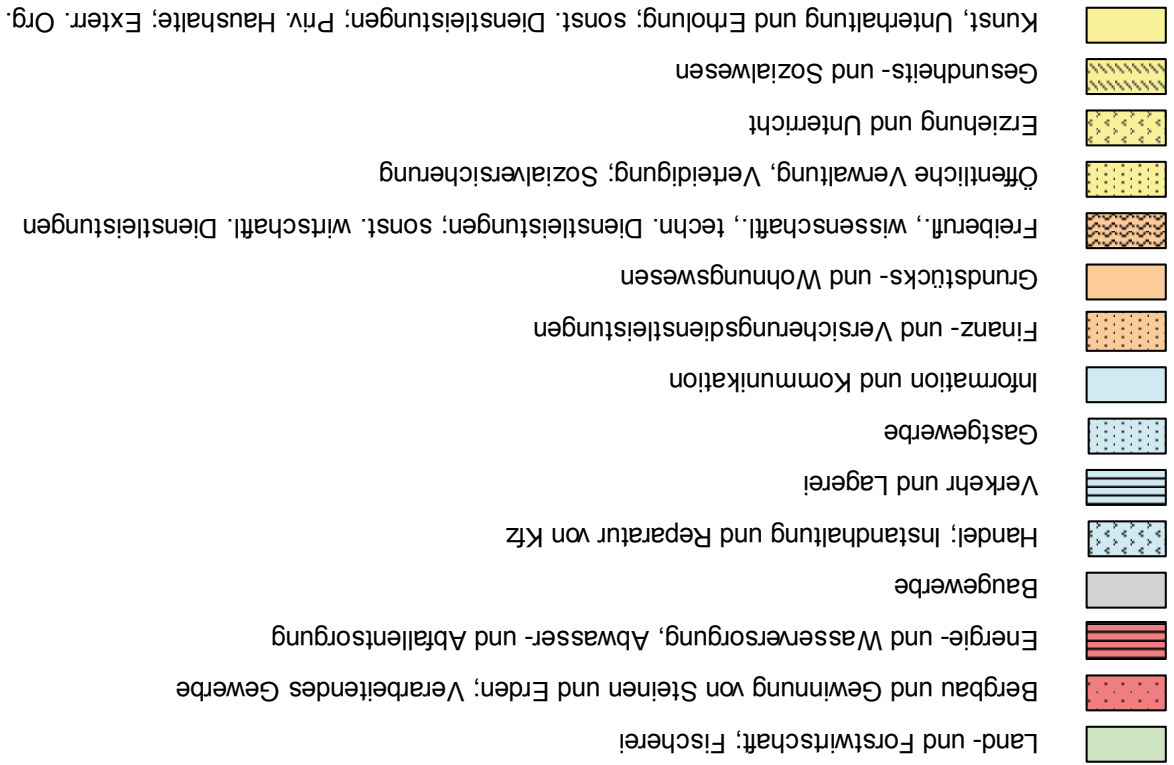 Land- und Forstwirtschaft; Fischerei
Bergbau und Gewinnung von Steinen und Erden; Verarbeitendes Gewerbe
Energie- und Wasserversorgung, Abwasser- und Abfallentsorgung
Baugewerbe
Handel; Instandhaltung und Reparatur von Kfz
Verkehr und Lagerei
Gastgewerbe
Information und Kommunikation
Finanz- und Versicherungsdienstleistungen
Grundstücks- und Wohnungswesen
Freiberufl., wissenschaftl., techn. Dienstleistungen; sonst. wirtschaftl. Dienstleistungen
Öffentliche Verwaltung, Verteidigung; Sozialversicherung
Erziehung und Unterricht
Gesundheits- und Sozialwesen
Kunst, Unterhaltung und Erholung; sonst. Dienstleistungen; Priv. Haushalte; Exterr. Org.